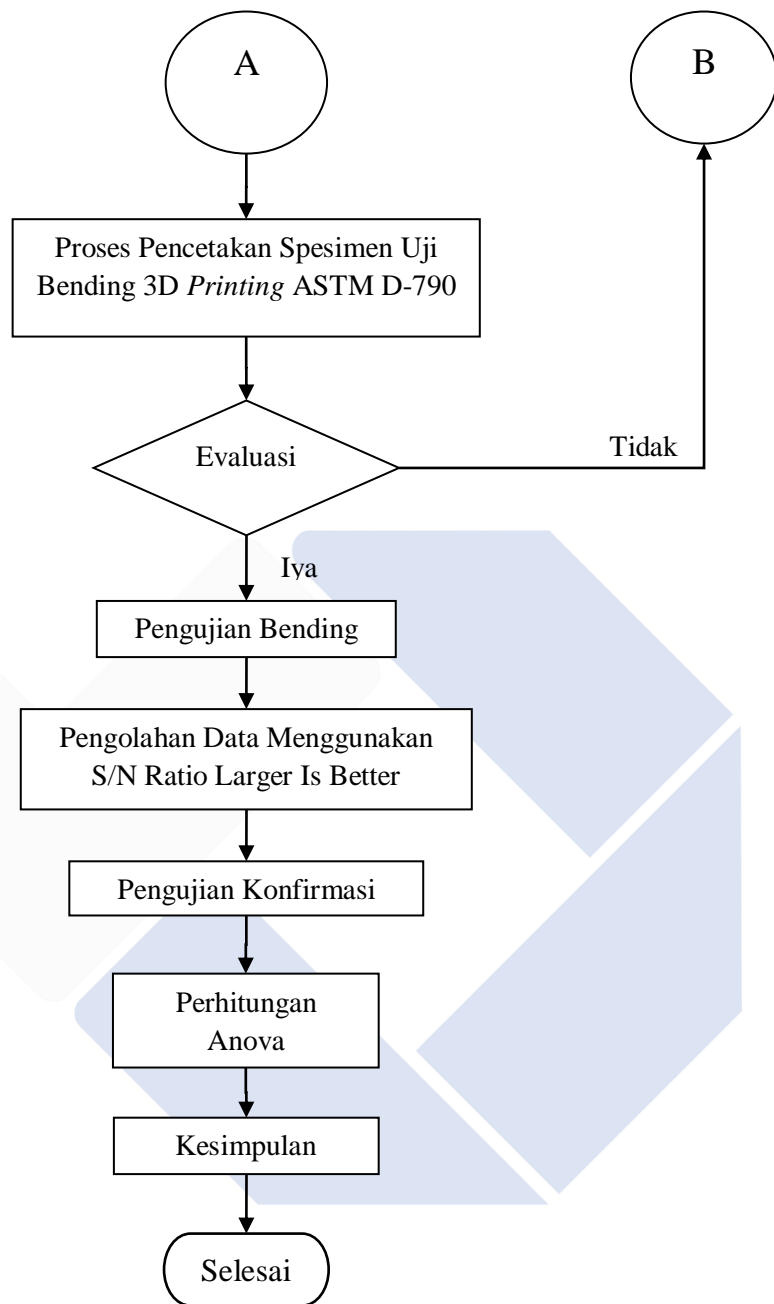 A
B
Proses Pencetakan Spesimen Uji
Bending 3D Printing ASTM D-790
Evaluasi
Tidak
Iya
Pengujian Bending
Pengolahan Data Menggunakan
S/N Ratio Larger Is Better
Pengujian Konfirmasi
Perhitungan
Anova
Kesimpulan
Selesai